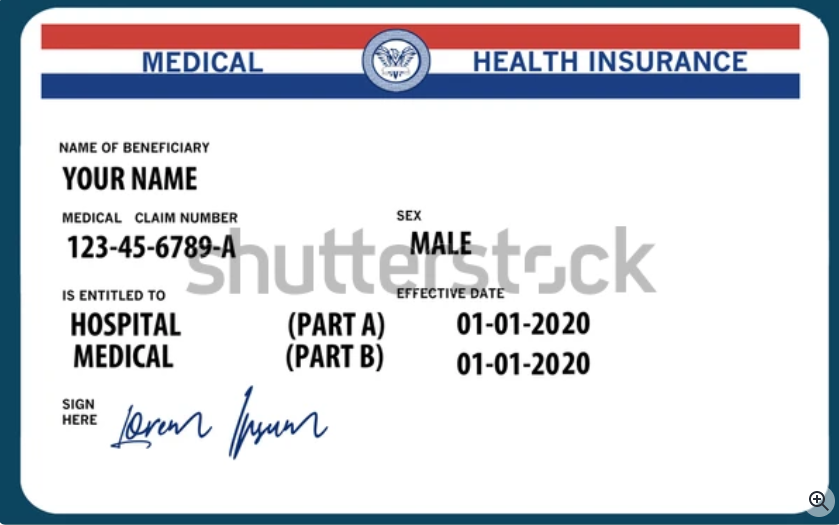 MEDICAL HEALTH INSURANCE
NAME OF BENEFICIARY
YOUR NAME
MEDICAL CLAIM NUMBER SEX
123-45-6789-A MALE
shutterstock
IS ENTITLED TO EFFECTIVE DATE
HOSPITAL (PART A) 01-01-2020
MEDICAL (PART B) 01-01-2020
SIGN
HERE
Lorem Ipsum